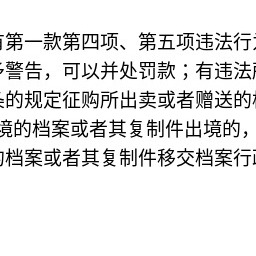 有第一款第四项、第五项违法行为
予警告，可以并处罚款；有违法所
条的规定征购所出卖或者赠送的档
境的档案或者其复制件出境的，
的档案或者其复制件移交档案行政